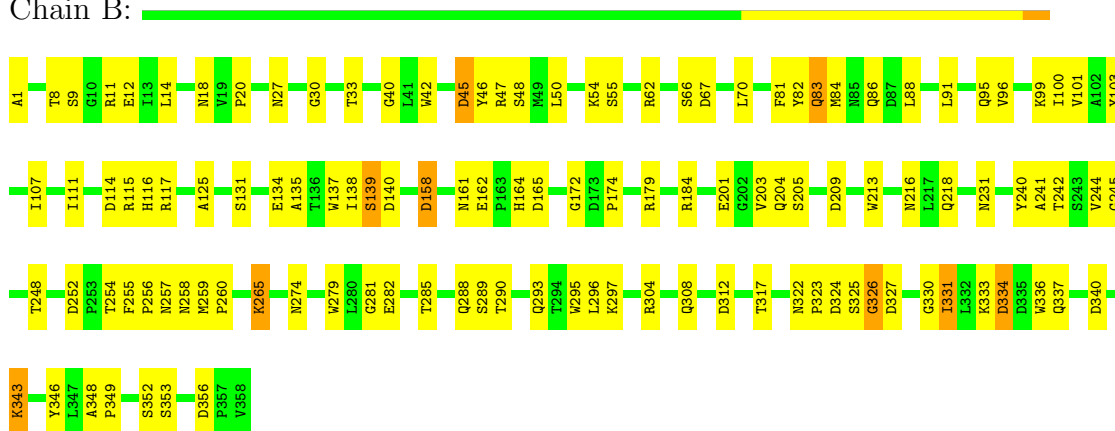 Chain B:
A1 T8 S9 G10 R11 E12 I13 L14 N18 V19 P20 N27 G30 T33 G40 L41 W42 D45 Y46 R47 S48 M49 L50 K54 S55 R62 S66 D67 L70 F81 Y82 Q83 M84 N85 Q86 D87 L88 L91 Q95 V96 K99 I100 V101 A102 Y103
I107 I111 D114 R115 H116 R117 A125 S131 E134 A135 T136 W137 I138 S139 D140 D158 N161 E162 P163 H164 D165 G172 D173 P174 R179 R184 E201 G202 V203 Q204 S205 D209 W213 N216 L217 Q218 N231 Y240 A241 T242 S243 V244 G245
T248 D252 P253 T254 F255 P256 N257 N258 M259 P260 K265 N274 W279 L280 G281 E282 T285 Q288 S289 T290 Q293 T294 W295 L296 K297 R304 Q308 D312 T317 N322 P323 D324 S325 G326 D327 G330 I331 L332 K333 D334 D335 W336 Q337 D340
K343 Y346 L347 A348 P349 S352 S353 D356 P357 V358